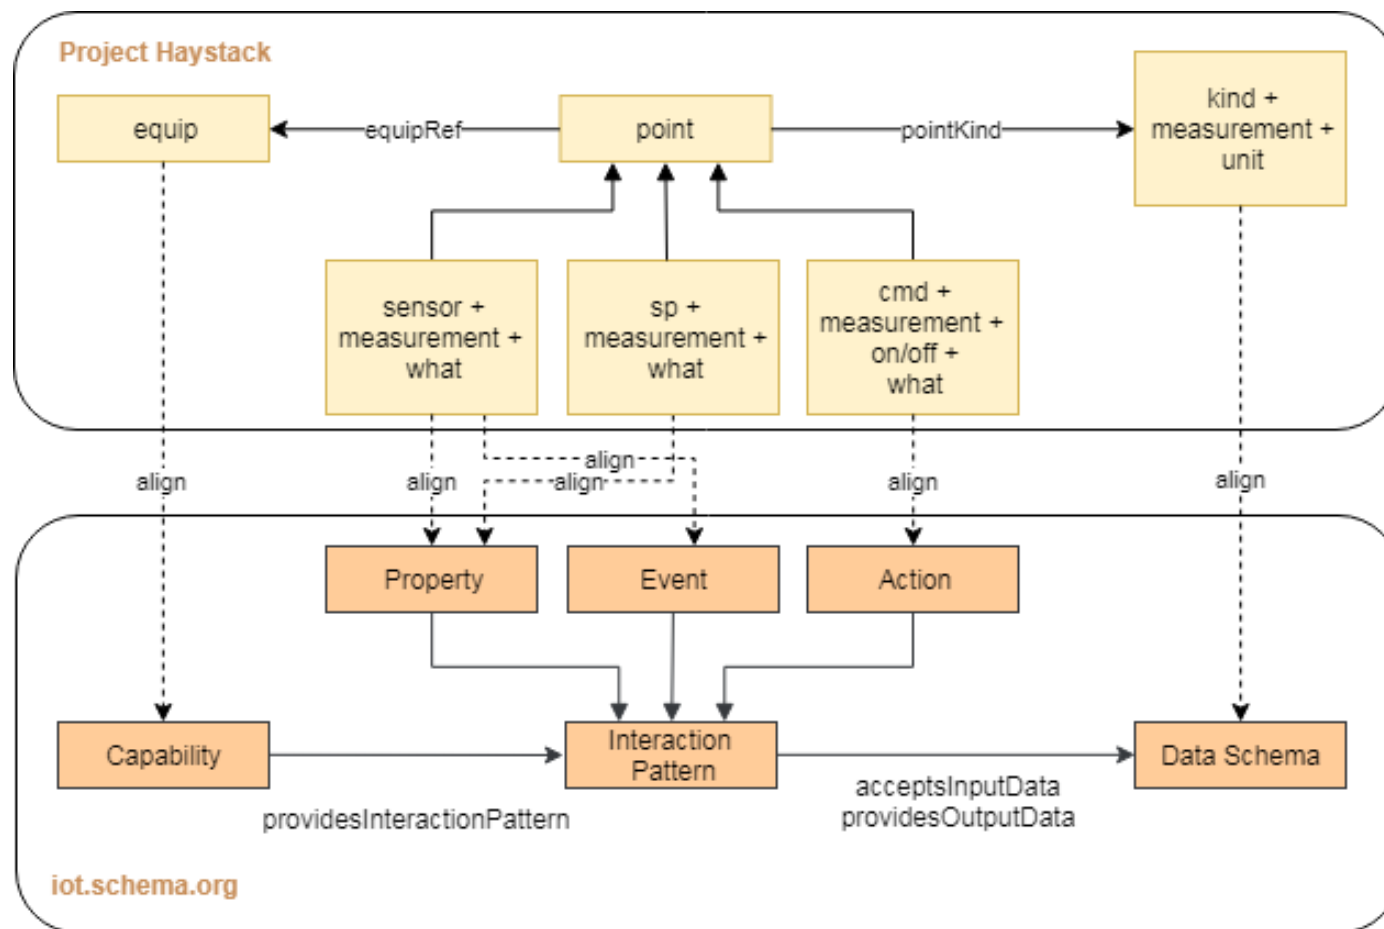 Project Haystack
equip
equipRef
point
pointKind
kind +
measurement +
unit
sensor +
measurement +
what
sp +
measurement +
what
cmd +
measurement +
on/off +
what
align
align
align
align
align
align
Property
Event
Action
Capability
Interaction
Pattern
Data Schema
providesInteractionPattern
acceptsInputData
providesOutputData
iot.schema.org